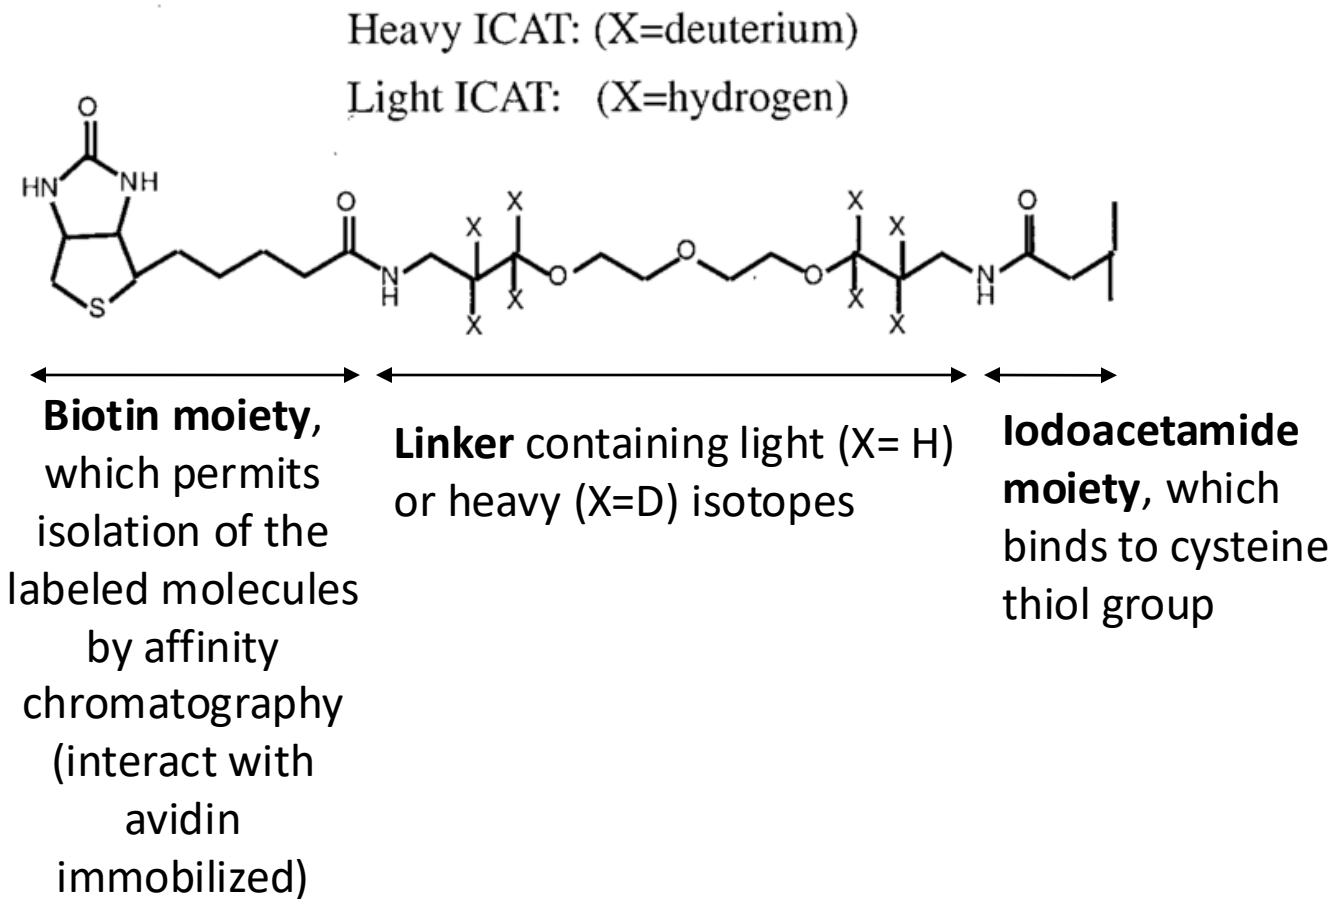 Heavy ICAT: (X=deuterium)
Light ICAT: (X=hydrogen)
O
HN
NH
S
O
N
H
X
X
X
X
O
O
O
X
X
X
X
N
H
O
Biotin moiety,
which permits
isolation of the
labeled molecules
by affinity
chromatography
(interact with
avidin
immobilized)
Linker containing light (X= H)
or heavy (X=D) isotopes
Iodoacetamide
moiety, which
binds to cysteine
thiol group